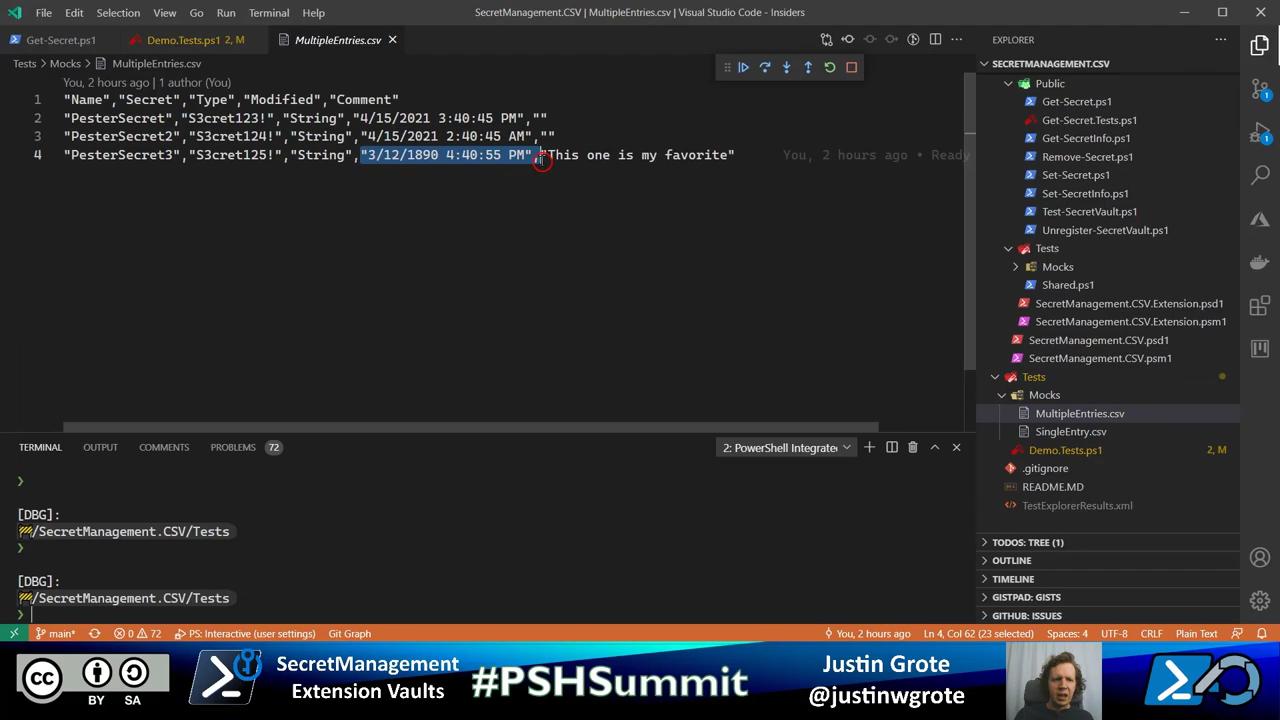 File Edit Selection View Go Run Terminal Help
SecretManagement.CSV | MultipleEntries.csv | Visual Studio Code - Insiders
Get-Secret.ps1
Demo.Tests.ps1 2, M
MultipleEntries.csv
Tests > Mocks > MultipleEntries.csv
You, 2 hours ago | 1 author (You)
1 "Name","Secret","Type","Modified","Comment"
2 "PesterSecret","S3cret123!","String","4/15/2021 3:40:45 PM",""
3 "PesterSecret2","S3cret124!","String","4/15/2021 2:40:45 AM",""
4 "PesterSecret3","S3cret125!","String","3/12/1890 4:40:55 PM","This one is my favorite"
You, 2 hours ago • Ready
EXPLORER
SECRETMANAGEMENT.CSV
Public
Get-Secret.ps1
Get-Secret.Tests.ps1
Get-SecretInfo.ps1
Remove-Secret.ps1
Set-Secret.ps1
Set-SecretInfo.ps1
Test-SecretVault.ps1
Unregister-SecretVault.ps1
Tests
Mocks
Shared.ps1
SecretManagement.CSV.Extension.psd1
SecretManagement.CSV.Extension.psm1
SecretManagement.CSV.psd1
SecretManagement.CSV.psm1
Tests
Mocks
MultipleEntries.csv
SingleEntry.csv
Demo.Tests.ps1 2, M
.gitignore
README.MD
TestExplorerResults.xml
TODOS: TREE (1)
OUTLINE
TIMELINE
GISTPAD: GISTS
GITHUB: ISSUES
1
1
TERMINAL OUTPUT COMMENTS PROBLEMS 72
2: PowerShell Integrate
❯
[DBG]:
/SecretManagement.CSV/Tests
❯
[DBG]:
/SecretManagement.CSV/Tests
❯
main* 0 72 PS: Interactive (user settings) Git Graph
You, 2 hours ago Ln 4, Col 62 (23 selected) Spaces: 4 UTF-8 CRLF Plain Text
cc
BY SA
SecretManagement
Extension Vaults
#PSHSummit
Justin Grote
@justinwgrote